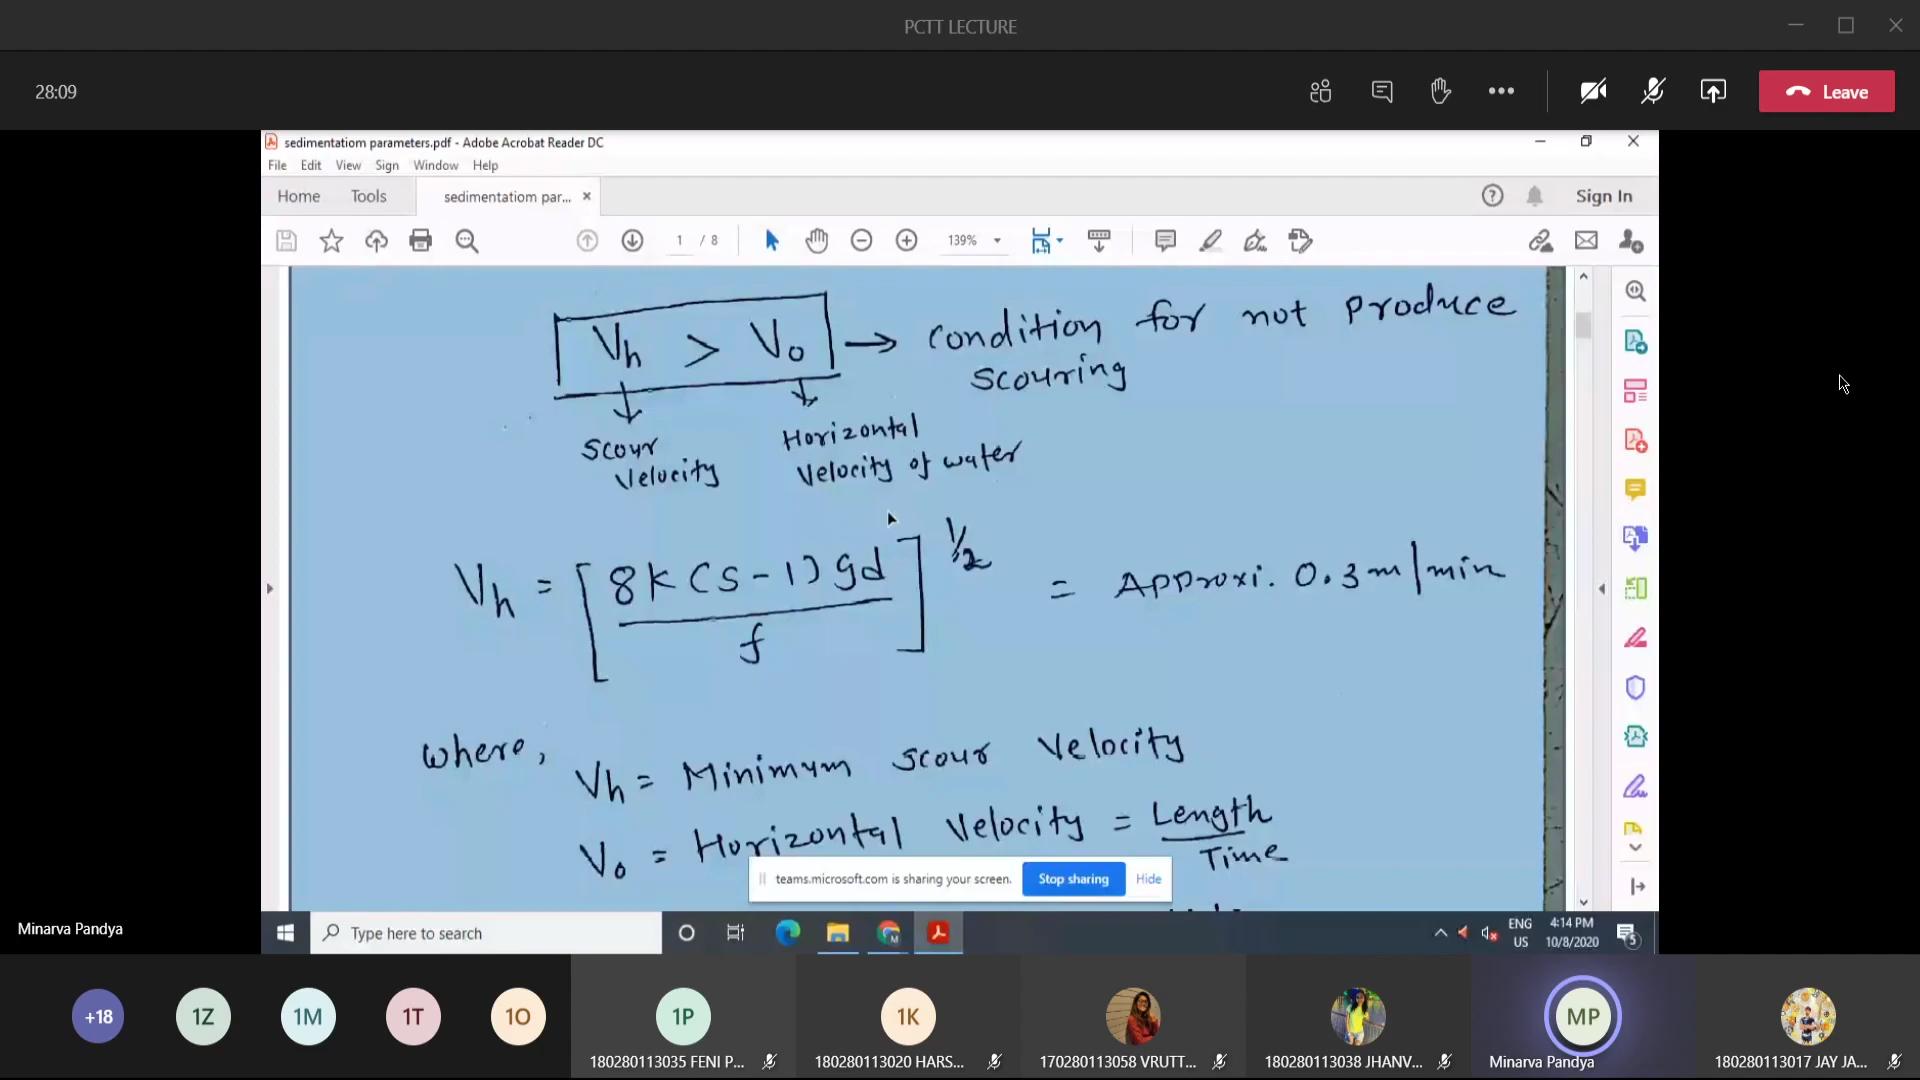 PCTT LECTURE
28:09
Leave
sedimentatiom parameters.pdf - Adobe Acrobat Reader DC
File Edit View Sign Window Help
Home Tools sedimentatiom par... ×
Sign In
1 / 8 139%
Vh > Vo → condition for not produce
scouring
Scour
velocity
Horizontal
velocity of water
Vh = [8K(S-1)gd / f]^1/2 = Approxi. 0.3m/min
where,
Vh = Minimum scour velocity
Vo = Horizontal velocity = Length
Time
teams.microsoft.com is sharing your screen. Stop sharing Hide
Minarva Pandya
Type here to search
ENG
US
4:14 PM
10/8/2020
5
+18 1Z 1M 1T 1O 1P 1K MP
180280113035 FENI P... 180280113020 HARS... 170280113058 VRUTT... 180280113038 JHANV... Minarva Pandya 180280113017 JAY JA...